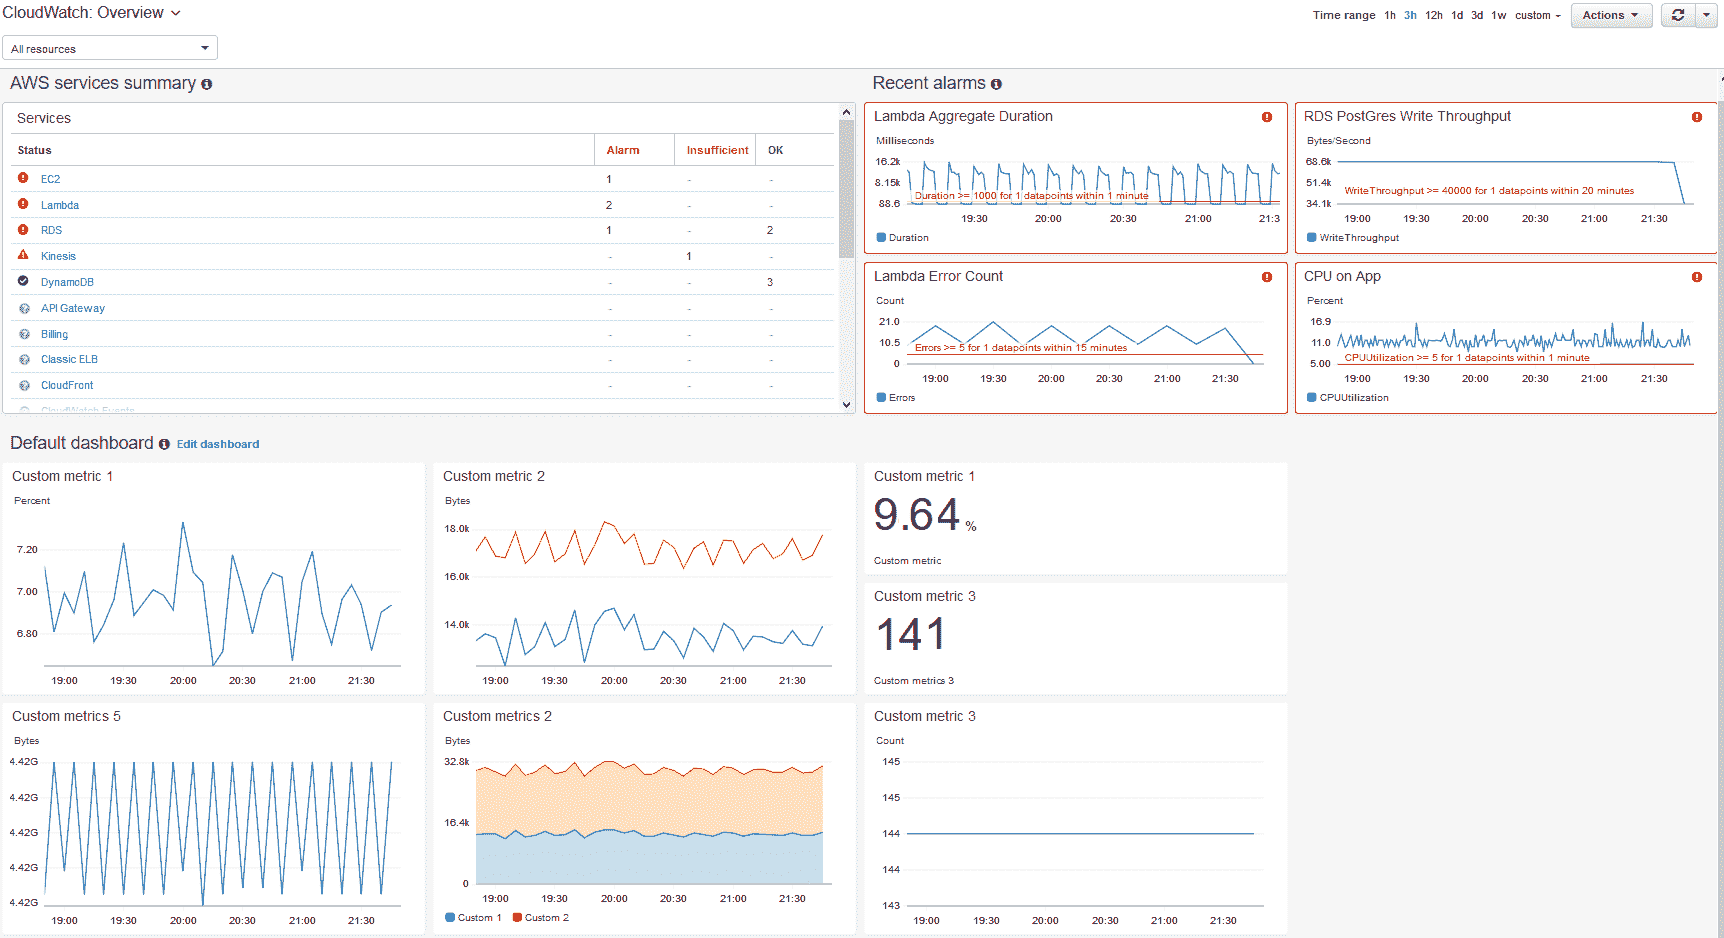 CloudWatch: Overview
Time range 1h 3h 12h 1d 3d 1w custom Actions
All resources
AWS services summary
Services
Status Alarm Insufficient OK
EC2 1 - -
Lambda 2 - -
RDS 1 - 2
Kinesis - 1 -
DynamoDB - - 3
API Gateway - - -
Billing - - -
Classic ELB - - -
CloudFront - - -
CloudWatch Events
Recent alarms
Lambda Aggregate Duration
Milliseconds
16.2k
8.15k
Duration >= 1000 for 1 datapoints within 1 minute
88.6
19:30 20:00 20:30 21:00 21:3
Duration
RDS PostGres Write Throughput
Bytes/Second
68.6k
51.4k
WriteThroughput >= 40000 for 1 datapoints within 20 minutes
34.1k
19:00 19:30 20:00 20:30 21:00 21:30
WriteThroughput
Lambda Error Count
Count
21.0
10.5
Errors >= 5 for 1 datapoints within 15 minutes
0
19:00 19:30 20:00 20:30 21:00 21:30
Errors
CPU on App
Percent
16.9
11.0
CPUUtilization >= 5 for 1 datapoints within 1 minute
5.00
19:00 19:30 20:00 20:30 21:00 21:30
CPUUtilization
Default dashboard Edit dashboard
Custom metric 1
Percent
7.20
7.00
6.80
19:00 19:30 20:00 20:30 21:00 21:30
Custom metric 2
Bytes
18.0k
16.0k
14.0k
19:00 19:30 20:00 20:30 21:00 21:30
Custom metric 1
9.64 %
Custom metric
Custom metric 3
141
Custom metrics 3
Custom metrics 5
Bytes
4.42G
4.42G
4.42G
4.42G
4.42G
19:00 19:30 20:00 20:30 21:00 21:30
Custom metrics 2
Bytes
32.8k
16.4k
0
19:00 19:30 20:00 20:30 21:00 21:30
Custom 1 Custom 2
Custom metric 3
Count
145
145
144
144
143
19:00 19:30 20:00 20:30 21:00 21:30